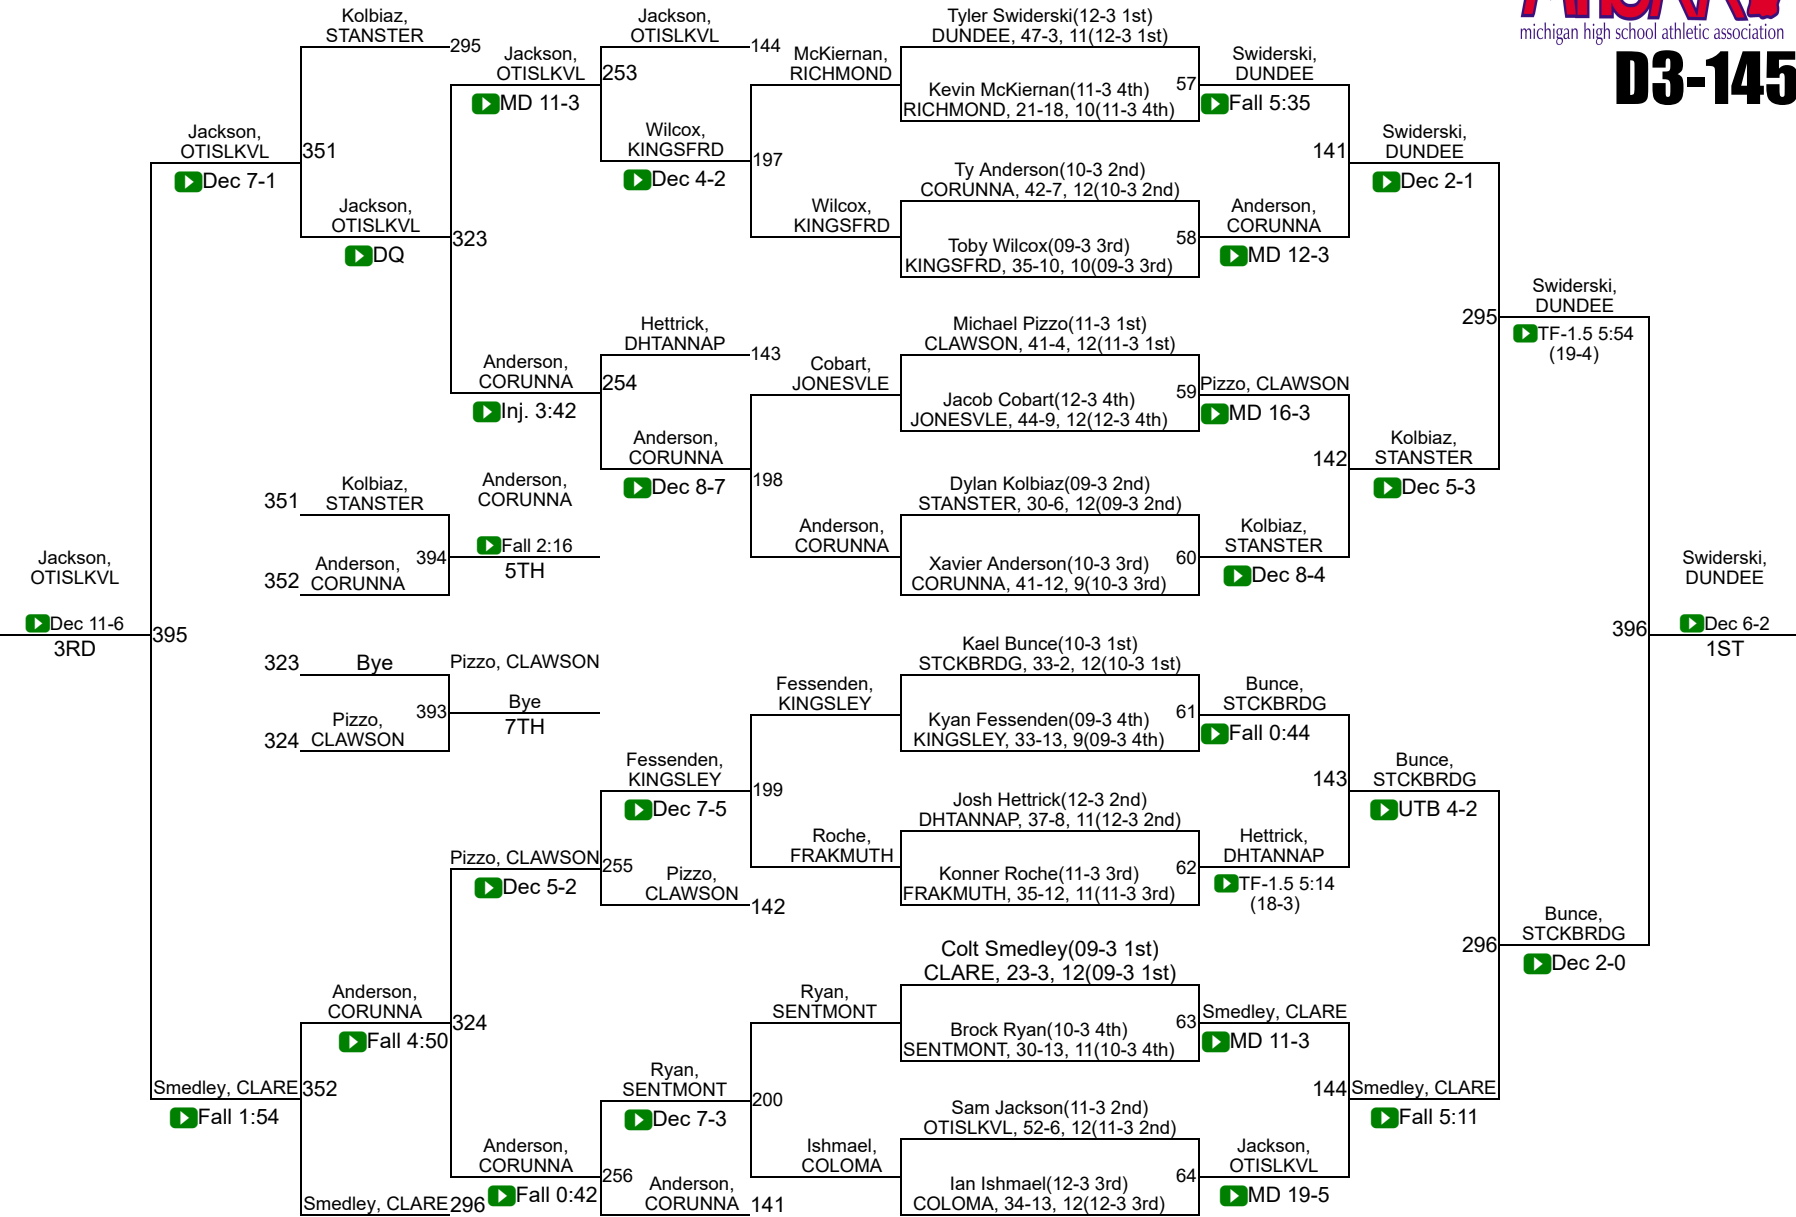 michigan high school athletic association
D3-145
Kolbiaz,
STANSTER
295
Jackson,
OTISLKVL
MD 11-3
Jackson,
OTISLKVL
144
253
Wilcox,
KINGSFRD
Dec 4-2
McKiernan,
RICHMOND
197
Wilcox,
KINGSFRD
Tyler Swiderski(12-3 1st)
DUNDEE, 47-3, 11(12-3 1st)
Kevin McKiernan(11-3 4th)
RICHMOND, 21-18, 10(11-3 4th)
57
Swiderski,
DUNDEE
Fall 5:35
Ty Anderson(10-3 2nd)
CORUNNA, 42-7, 12(10-3 2nd)
Toby Wilcox(09-3 3rd)
KINGSFRD, 35-10, 10(09-3 3rd)
58
Anderson,
CORUNNA
MD 12-3
141
Swiderski,
DUNDEE
Dec 2-1
Jackson,
OTISLKVL
Dec 7-1
351
Jackson,
OTISLKVL
DQ
323
Hettrick,
DHTANNAP
143
Anderson,
CORUNNA
Inj. 3:42
254
Anderson,
CORUNNA
Dec 8-7
Cobart,
JONESVLE
198
Anderson,
CORUNNA
Michael Pizzo(11-3 1st)
CLAWSON, 41-4, 12(11-3 1st)
Jacob Cobart(12-3 4th)
JONESVLE, 44-9, 12(12-3 4th)
59
Pizzo, CLAWSON
MD 16-3
Dylan Kolbiaz(09-3 2nd)
STANSTER, 30-6, 12(09-3 2nd)
Xavier Anderson(10-3 3rd)
CORUNNA, 41-12, 9(10-3 3rd)
60
Kolbiaz,
STANSTER
Dec 8-4
142
Kolbiaz,
STANSTER
Dec 5-3
295
Swiderski,
DUNDEE
TF-1.5 5:54
(19-4)
351
Kolbiaz,
STANSTER
352
Anderson,
CORUNNA
394
Anderson,
CORUNNA
Fall 2:16
5TH
Jackson,
OTISLKVL
Dec 11-6
3RD
395
323
Bye
324
Pizzo,
CLAWSON
393
Pizzo, CLAWSON
Bye
7TH
396
Swiderski,
DUNDEE
Dec 6-2
1ST
Fessenden,
KINGSLEY
Dec 7-5
Fessenden,
KINGSLEY
199
Roche,
FRAKMUTH
Kael Bunce(10-3 1st)
STCKBRDG, 33-2, 12(10-3 1st)
Kyan Fessenden(09-3 4th)
KINGSLEY, 33-13, 9(09-3 4th)
61
Bunce,
STCKBRDG
Fall 0:44
Josh Hettrick(12-3 2nd)
DHTANNAP, 37-8, 11(12-3 2nd)
Konner Roche(11-3 3rd)
FRAKMUTH, 35-12, 11(11-3 3rd)
62
Hettrick,
DHTANNAP
TF-1.5 5:14
(18-3)
143
Bunce,
STCKBRDG
UTB 4-2
Pizzo, CLAWSON
Dec 5-2
255
Pizzo,
CLAWSON
142
296
Bunce,
STCKBRDG
Dec 2-0
Anderson,
CORUNNA
Fall 4:50
324
Smedley, CLARE
Fall 1:54
352
Smedley, CLARE
296
Ryan,
SENTMONT
Dec 7-3
Anderson,
CORUNNA
Fall 0:42
256
Anderson,
CORUNNA
141
Ryan,
SENTMONT
200
Ishmael,
COLOMA
Colt Smedley(09-3 1st)
CLARE, 23-3, 12(09-3 1st)
Brock Ryan(10-3 4th)
SENTMONT, 30-13, 11(10-3 4th)
63
Smedley, CLARE
MD 11-3
Sam Jackson(11-3 2nd)
OTISLKVL, 52-6, 12(11-3 2nd)
Ian Ishmael(12-3 3rd)
COLOMA, 34-13, 12(12-3 3rd)
64
Jackson,
OTISLKVL
MD 19-5
144
Smedley, CLARE
Fall 5:11